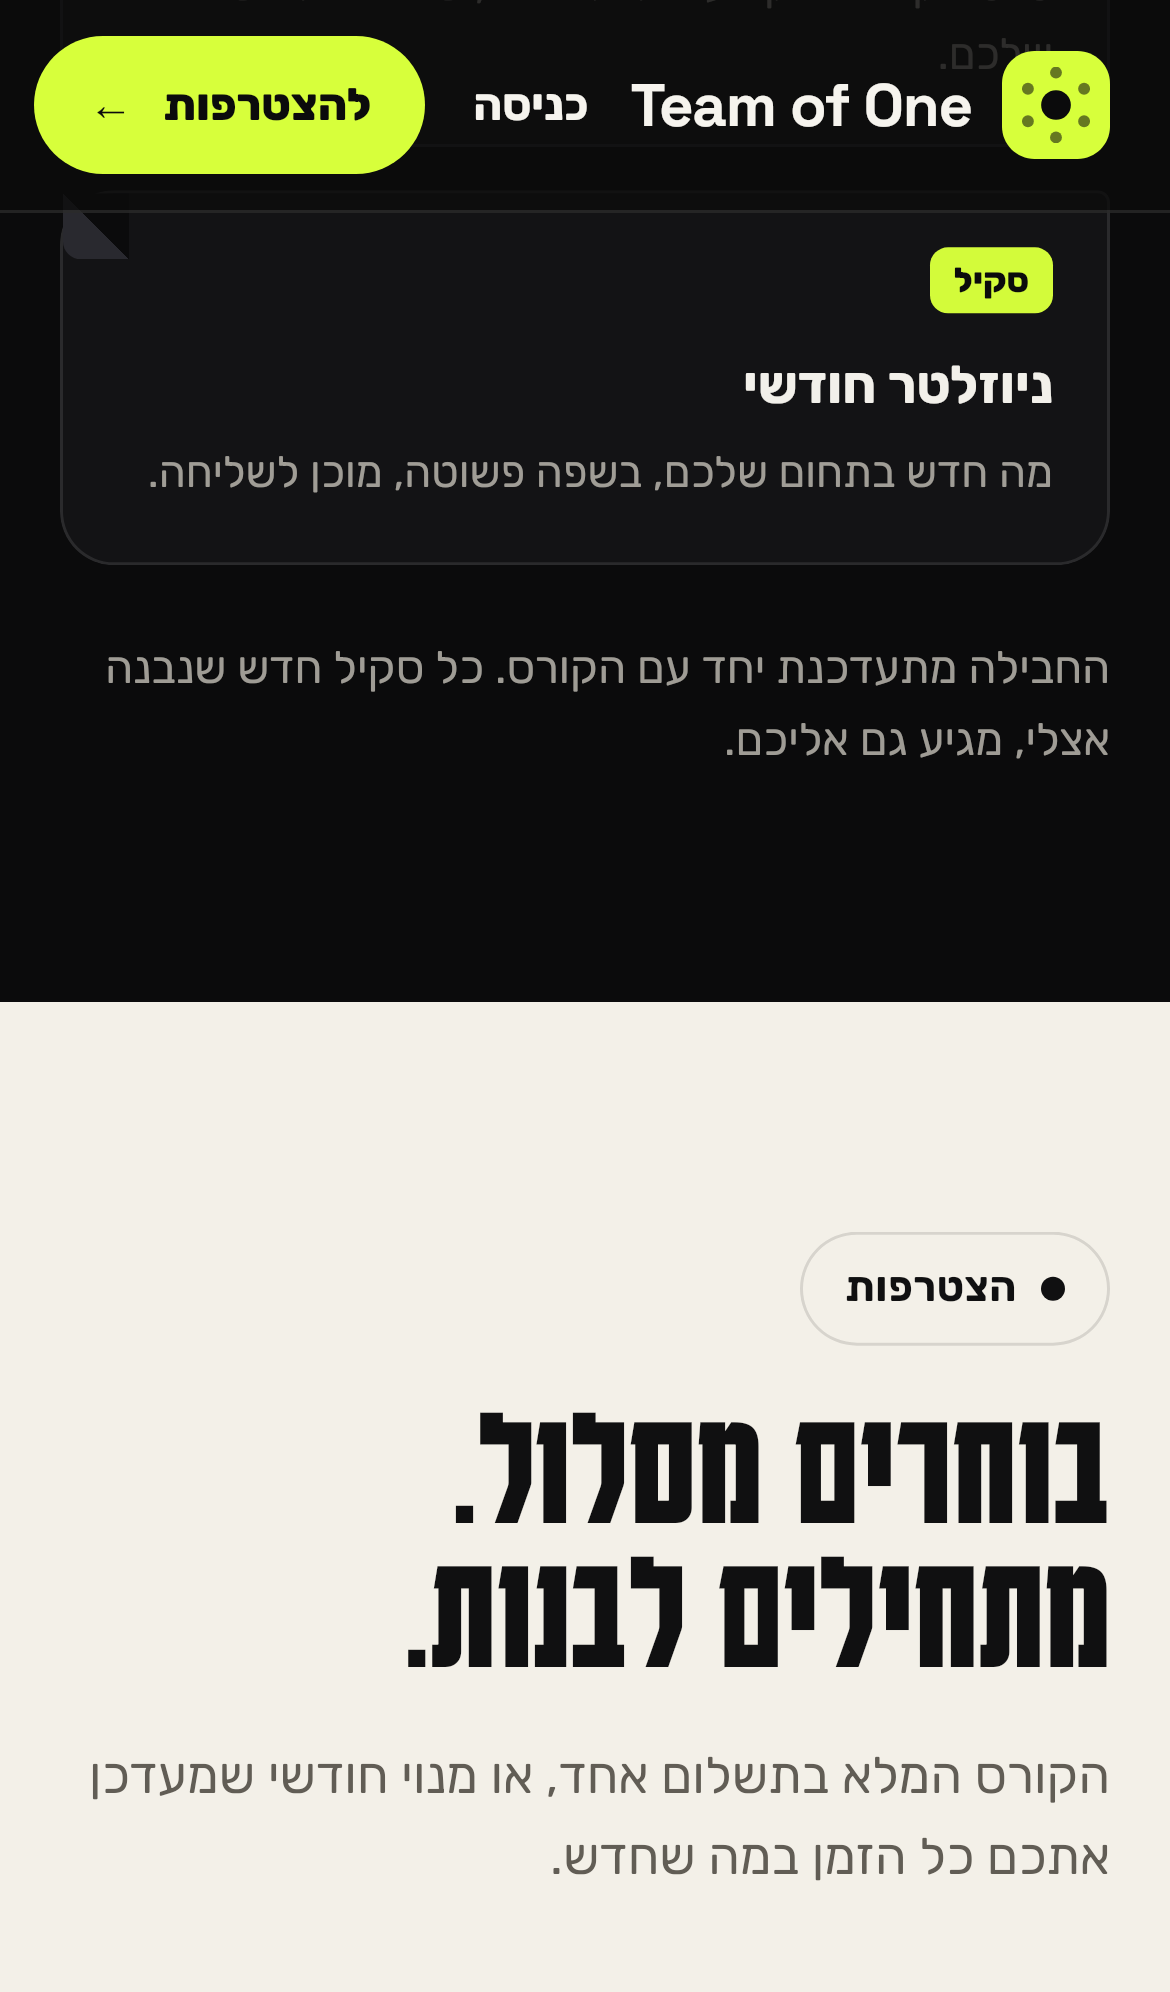 שלכם.
Team of One
כניסה
להצטרפות ←
סקיל
ניוזלטר חודשי
מה חדש בתחום שלכם, בשפה פשוטה, מוכן לשליחה.
החבילה מתעדכנת יחד עם הקורס. כל סקיל חדש שנבנה
אצלי, מגיע גם אליכם.
הצטרפות
בוחרים מסלול.
מתחילים לבנות.
הקורס המלא בתשלום אחד, או מנוי חודשי שמעדכן
אתכם כל הזמן במה שחדש.